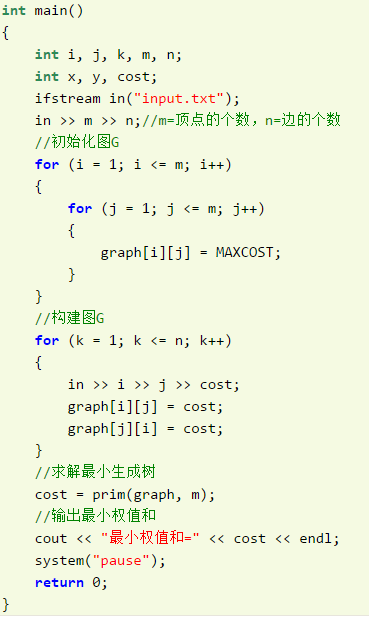 int main()
{
    int i, j, k, m, n;
    int x, y, cost;
    ifstream in("input.txt");
    in >> m >> n;//m=顶点的个数，n=边的个数
    //初始化图G
    for (i = 1; i <= m; i++)
    {
        for (j = 1; j <= m; j++)
        {
            graph[i][j] = MAXCOST;
        }
    }
    //构建图G
    for (k = 1; k <= n; k++)
    {
        in >> i >> j >> cost;
        graph[i][j] = cost;
        graph[j][i] = cost;
    }
    //求解最小生成树
    cost = prim(graph, m);
    //输出最小权值和
    cout << "最小权值和=" << cost << endl;
    system("pause");
    return 0;
}